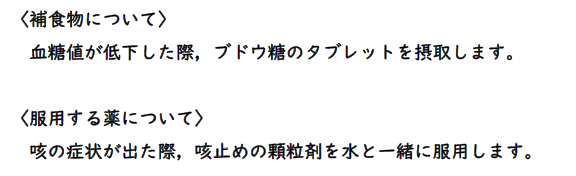 〈補食物について〉
血糖値が低下した際，ブドウ糖のタブレットを摂取します。
〈服用する薬について〉
咳の症状が出た際，咳止めの顆粒剤を水と一緒に服用します。